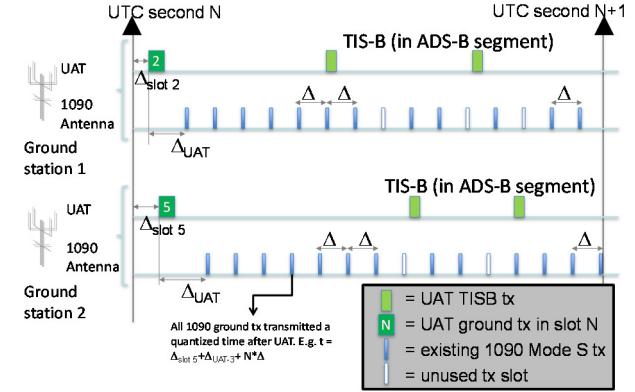 UTC second N
UTC second N+1
TIS-B (in ADS-B segment)
UAT
2
Δslot 2
Δ
Δ
Δ
1090
Antenna
ΔUAT
Ground
station 1
TIS-B (in ADS-B segment)
UAT
5
Δslot 5
Δ
Δ
Δ
1090
Antenna
ΔUAT
Ground
station 2
All 1090 ground tx transmitted a
quantized time after UAT. E.g. t =
Δslot 5+ΔUAT-3+ N*Δ
= UAT TISB tx
N = UAT ground tx in slot N
= existing 1090 Mode S tx
= unused tx slot